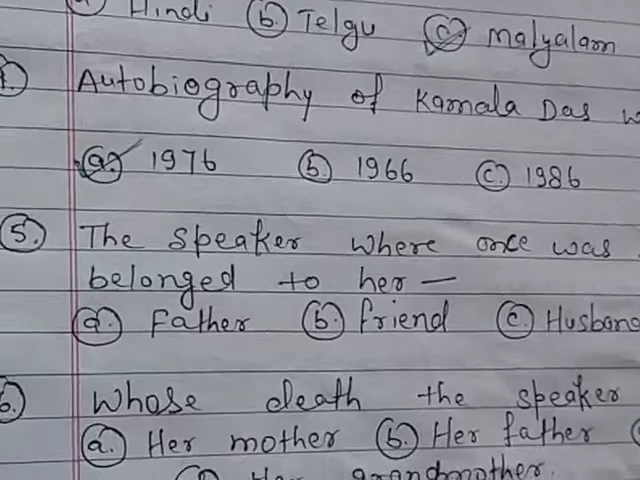 Hindi (b) Telgu (c) Malyalam
Autobiography of Kamala Das
(a.) 1976 (b.) 1966 (c.) 1986
5. The Speaker where once was
belonged to her —
(a.) Father (b.) friend (c.)
Whose death the speaker
(a.) Her mother (b.) Her father
grandmother.